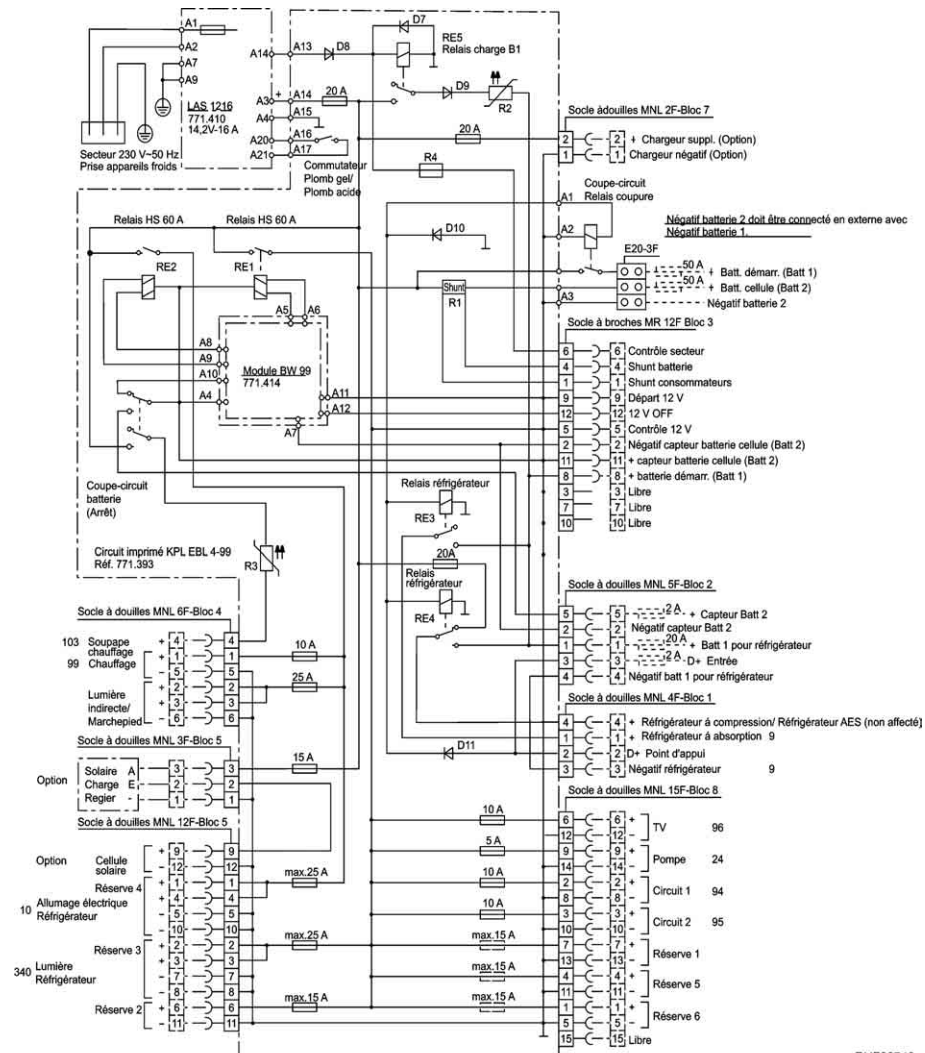 A1
A2
A7
A9
LAS 1216
771.410
14,2V-16 A
A14
A3
+
A4
A20
A21
A13
D8
A14
20 A
A15
A16
A17
Secteur 230 V~50 Hz
Prise appareils froids
Commutateur
Plomb gel/
Plomb acide
D7
RE5
Relais charge B1
D9
R2
20 A
R4
Socle àdouilles MNL 2F-Bloc 7
2 2 + Chargeur suppl. (Option)
1 1 Chargeur négatif (Option)
Coupe-circuit
Relais coupure
A1
A2
Négatif batterie 2 doit être connecté en externe avec
Négatif batterie 1.
E20-3F
50 A + Batt. démarr. (Batt 1)
50 A + Batt. cellule (Batt 2)
A3
Négatif batterie 2
Relais HS 60 A
Relais HS 60 A
RE2
RE1
D10
Shunt
R1
A5 A6
A8
A9
A10
A4
Module BW 99
771.414
A11
A12
A7
Coupe-circuit
batterie
(Arrêt)
Circuit imprimé KPL EBL 4-99
Réf. 771.393
R3
Socle à broches MR 12F Bloc 3
6 6 Contrôle secteur
4 4 Shunt batterie
1 1 Shunt consommateurs
9 9 Départ 12 V
12 12 12 V OFF
5 5 Contrôle 12 V
2 2 Négatif capteur batterie cellule (Batt 2)
11 11 + capteur batterie cellule (Batt 2)
8 8 + batterie démarr. (Batt 1)
3 3 Libre
7 7 Libre
10 10 Libre
Relais réfrigérateur
RE3
20A
Relais
réfrigérateur
RE4
Socle à douilles MNL 5F-Bloc 2
5 5 2 A + Capteur Batt 2
2 2 Négatif capteur Batt 2
1 1 20 A + Batt 1 pour réfrigérateur
3 3 2 A D+ Entrée
4 4 Négatif batt 1 pour réfrigérateur
Socle à douilles MNL 4F-Bloc 1
4 4 + Réfrigérateur á compression/ Réfrigérateur AES (non affecté)
1 1 + Réfrigérateur á absorption 9
2 2 D+ Point d'appui
3 3 Négatif réfrigérateur 9
D11
Socle à douilles MNL 6F-Bloc 4
103 Soupape
chauffage
99 Chauffage
+ 4 4
+ 1 1
- 5 5
Lumière
indirecte/
Marchepied
+ 2 2
+ 3 3
- 6 6
10 A
25 A
Socle à douilles MNL 3F-Bloc 5
Option
Solaire A 3 3
Charge E 2 2
Regier - 1 1
15 A
Socle à douilles MNL 12F-Bloc 5
Option
Cellule
solaire
+ 9 9
- 12 12
Réserve 4
10 Allumage électrique
Réfrigérateur
+ 1 1
+ 4 4
- 5 5
- 10 10
max.25 A
Réserve 3
340 Lumière
Réfrigérateur
+ 2 2
+ 3 3
- 7 7
- 8 8
max.25 A
Réserve 2
+ 6 6
- 11 11
max.15 A
Socle à douilles MNL 15F-Bloc 8
10 A
6 6 +
12 12 -
TV 96
5 A
9 9 +
14 14 -
Pompe 24
10 A
2 2 +
8 8 -
Circuit 1 94
10 A
3 3 +
10 10 -
Circuit 2 95
max.15 A
7 7 +
13 13 -
Réserve 1
max.15 A
4 4 +
11 11 -
Réserve 5
max.15 A
1 1 +
5 5 -
Réserve 6
15 15 Libre